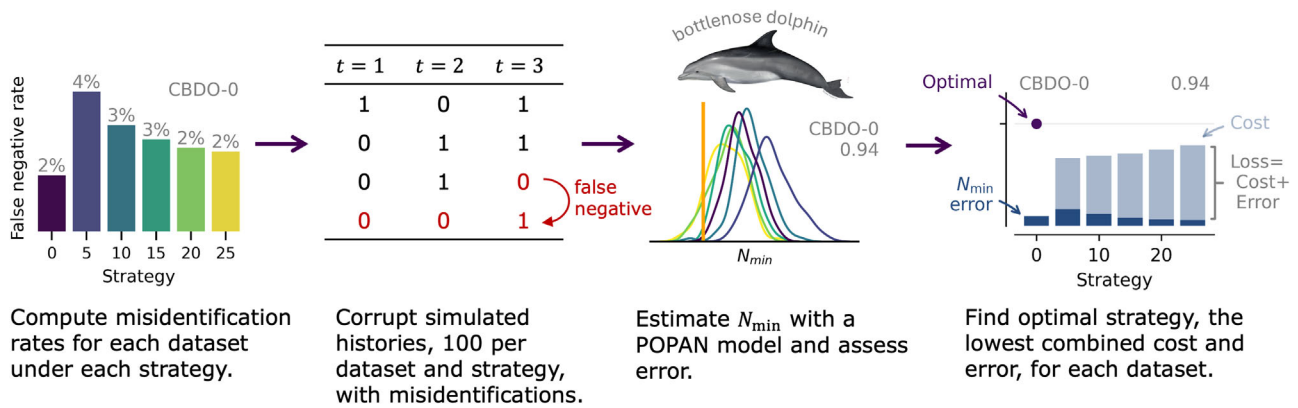 False negative rate
CBDO-0
2%
4%
3%
3%
2%
2%
0
5
10
15
20
25
Strategy
Compute misidentification
rates for each dataset
under each strategy.
t = 1 t = 2 t = 3
1 0 1
0 1 1
0 1 0
0 0 1
false
negative
Corrupt simulated
histories, 100 per
dataset and strategy,
with misidentifications.
bottlenose dolphin
CBDO-0
0.94
N_min
Estimate N_min with a
POPAN model and assess
error.
Optimal
CBDO-0 0.94
Cost
N_min
error
Loss=
Cost+
Error
0 10 20
Strategy
Find optimal strategy, the
lowest combined cost and
error, for each dataset.